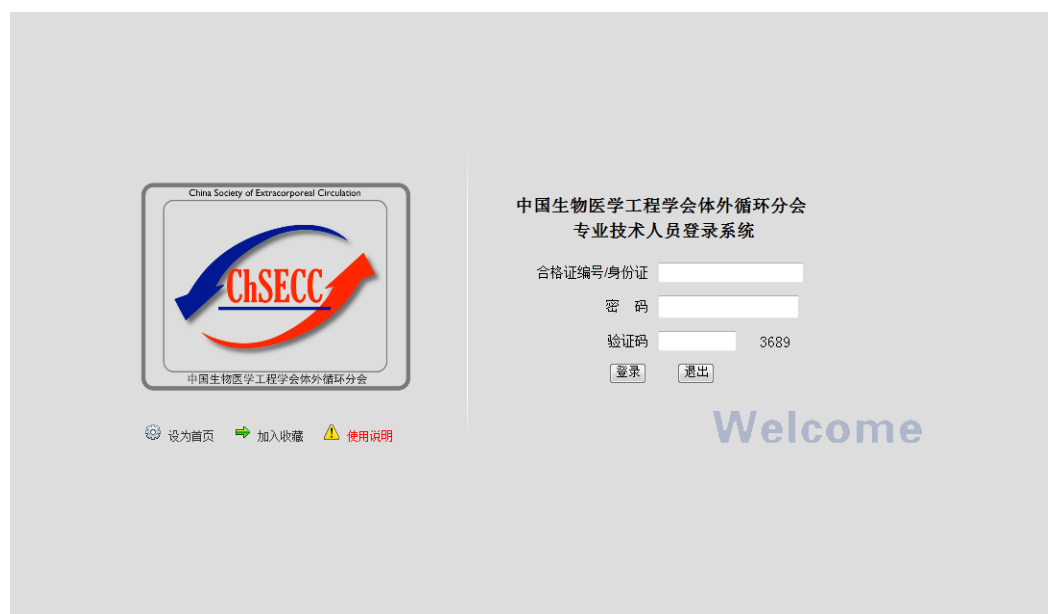 China Society of Extracorporeal Circulation
ChSECC
中国生物医学工程学会体外循环分会
设为首页 加入收藏 使用说明
中国生物医学工程学会体外循环分会
专业技术人员登录系统
合格证编号/身份证
密 码
验证码 3689
登录 退出
Welcome